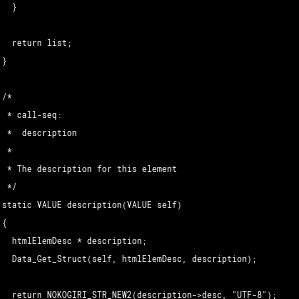 }

  return list;
}

/*
 * call-seq:
 *  description
 *
 * The description for this element
 */
static VALUE description(VALUE self)
{
  htmlElemDesc * description;
  Data_Get_Struct(self, htmlElemDesc, description);

  return NOKOGIRI_STR_NEW2(description->desc, "UTF-8");